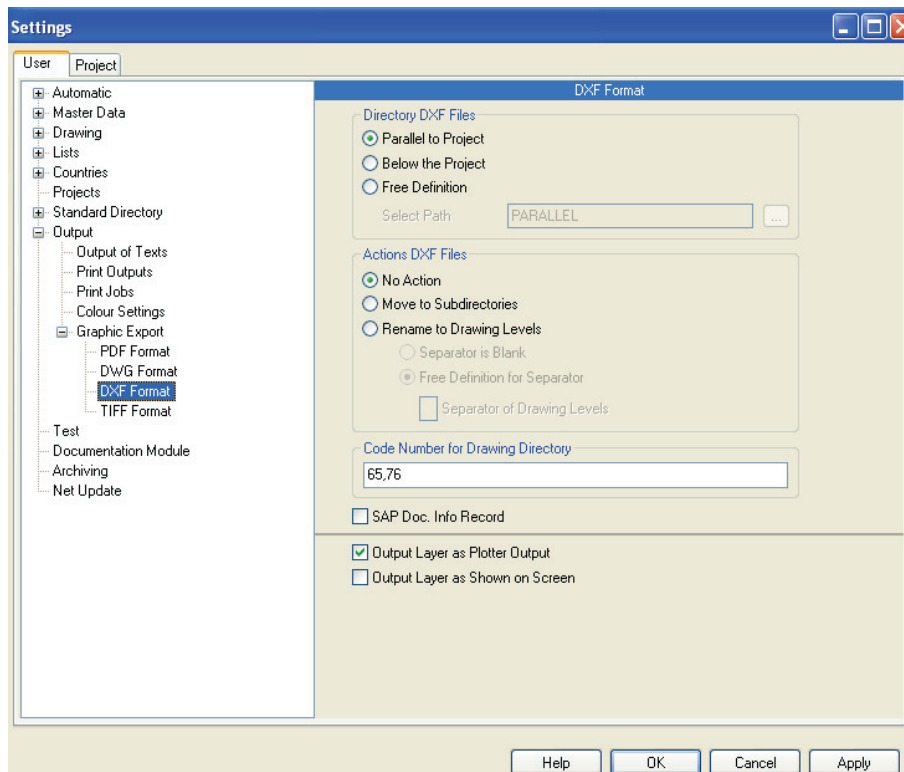 Settings
User
Project
Automatic
Master Data
Drawing
Lists
Countries
Projects
Standard Directory
Output
Output of Texts
Print Outputs
Print Jobs
Colour Settings
Graphic Export
PDF Format
DWG Format
DXF Format
TIFF Format
Test
Documentation Module
Archiving
Net Update
DXF Format
Directory DXF Files
Parallel to Project
Below the Project
Free Definition
Select Path PARALLEL ...
Actions DXF Files
No Action
Move to Subdirectories
Rename to Drawing Levels
Separator is Blank
Free Definition for Separator
Separator of Drawing Levels
Code Number for Drawing Directory
65,76
SAP Doc. Info Record
Output Layer as Plotter Output
Output Layer as Shown on Screen
Help OK Cancel Apply